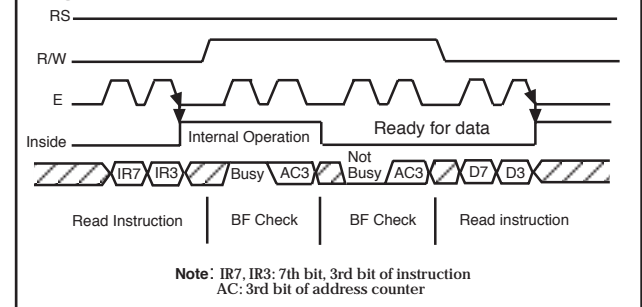 RS
R/W
E
Inside
Internal Operation
Ready for data
IR7 IR3 Busy AC3 Not Busy AC3 D7 D3
Read Instruction BF Check BF Check Read instruction
Note: IR7, IR3: 7th bit, 3rd bit of instruction
AC: 3rd bit of address counter